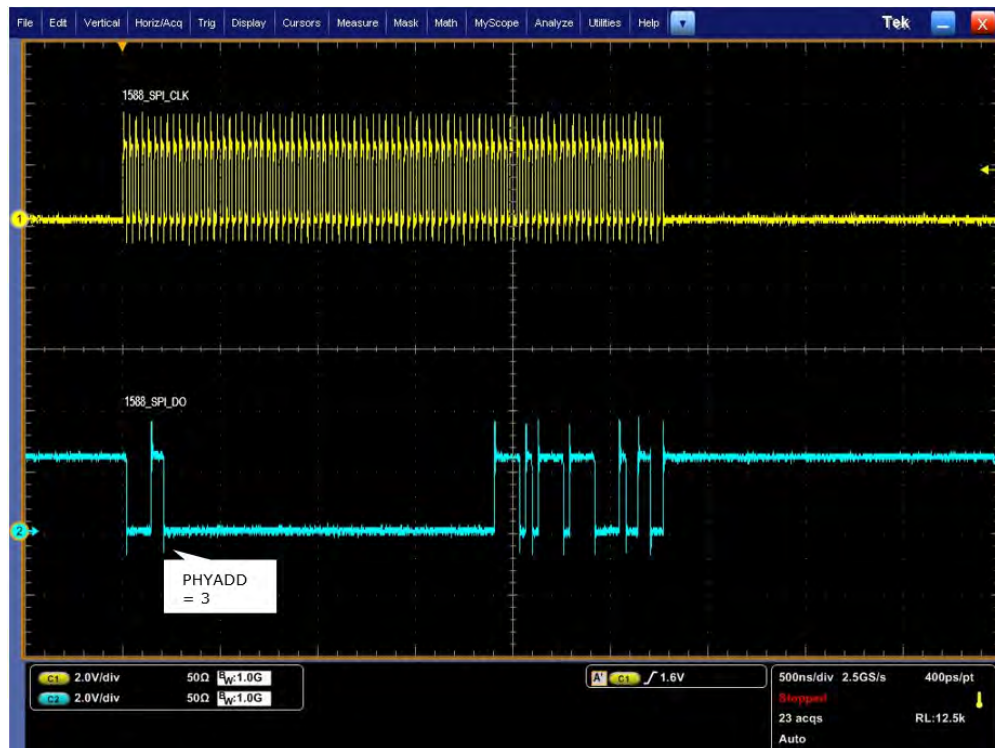 File Edit Vertical Horiz/Acq Trig Display Cursors Measure Mask Math MyScope Analyze Utilities Help Tek X
1588_SPI_CLK
1
1588_SPI_DO
2
PHYADD
= 3
C1 2.0V/div 50Ω BW:1.0G
C2 2.0V/div 50Ω BW:1.0G
A' C1 1.6V
500ns/div 2.5GS/s 400ps/pt
Stopped
23 acqs RL:12.5k
Auto